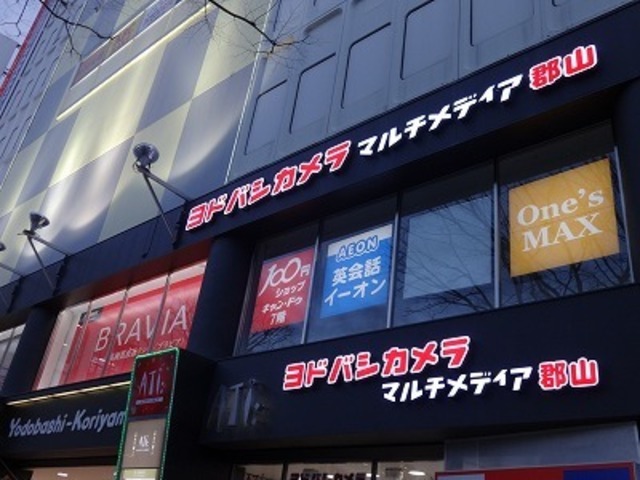 ヨドバシカメラ マルチメディア 郡山
One's
MAX
100円
ショップ
キャン・ドゥ
7階
AEON
英会話
イーオン
BRAVIA
ヨドバシカメラ
マルチメディア 郡山
ATi
Yodobashi-Koriyam
ATi